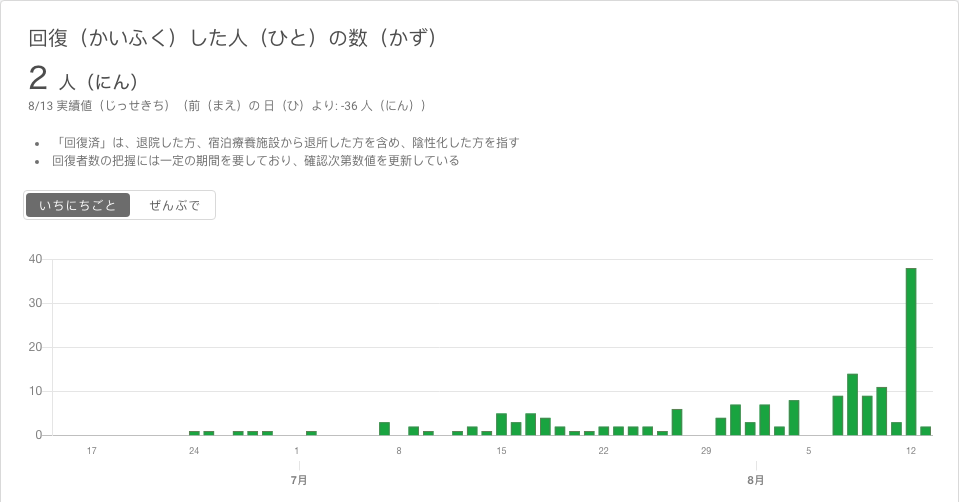 回復（かいふく）した人（ひと）の数（かず）
2 人（にん）
8/13 実績値（じっせきち）（前（まえ）の 日（ひ）より: -36 人（にん））
• 「回復済」は、退院した方、宿泊療養施設から退所した方を含め、陰性化した方を指す
• 回復者数の把握には一定の期間を要しており、確認次第数値を更新している
いちにちごと ぜんぶで
40
30
20
10
0
17 24 1 8 15 22 29 5 12
7月 8月